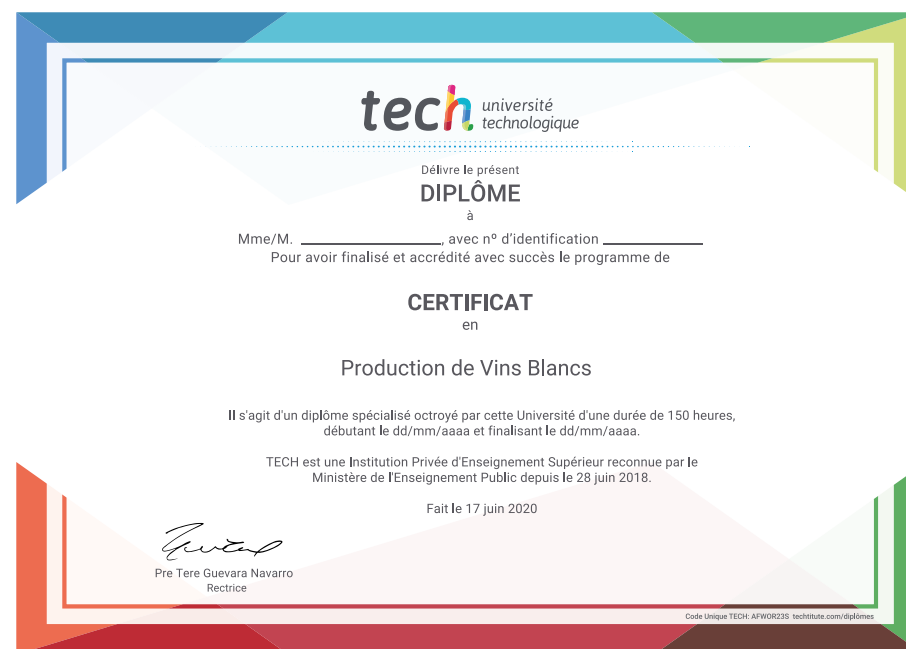 tech université
technologique
Délivre le présent
DIPLÔME
à
Mme/M. ____________________, avec nº d'identification ______________
Pour avoir finalisé et accrédité avec succès le programme de
CERTIFICAT
en
Production de Vins Blancs
Il s'agit d'un diplôme spécialisé octroyé par cette Université d'une durée de 150 heures,
débutant le dd/mm/aaaa et finalisant le dd/mm/aaaa.
TECH est une Institution Privée d'Enseignement Supérieur reconnue par le
Ministère de l'Enseignement Public depuis le 28 juin 2018.
Fait le 17 juin 2020
Pre Tere Guevara Navarro
Rectrice
Code Unique TECH: AFWOR23S techtitute.com/diplômes